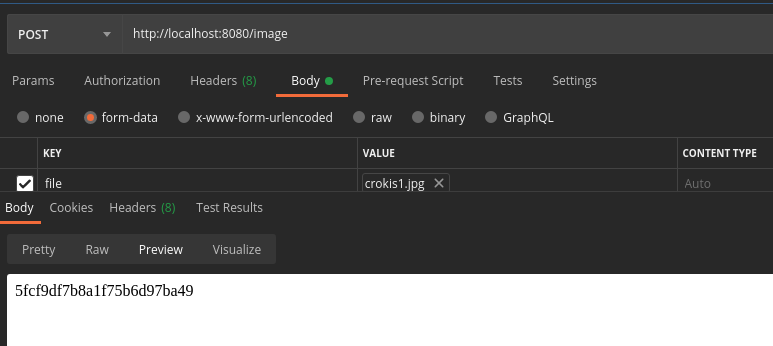 POST http://localhost:8080/image
Params Authorization Headers (8) Body Pre-request Script Tests Settings
none form-data x-www-form-urlencoded raw binary GraphQL
KEY VALUE CONTENT TYPE
file crokis1.jpg Auto
Body Cookies Headers (8) Test Results
Pretty Raw Preview Visualize
5fcf9df7b8a1f75b6d97ba49